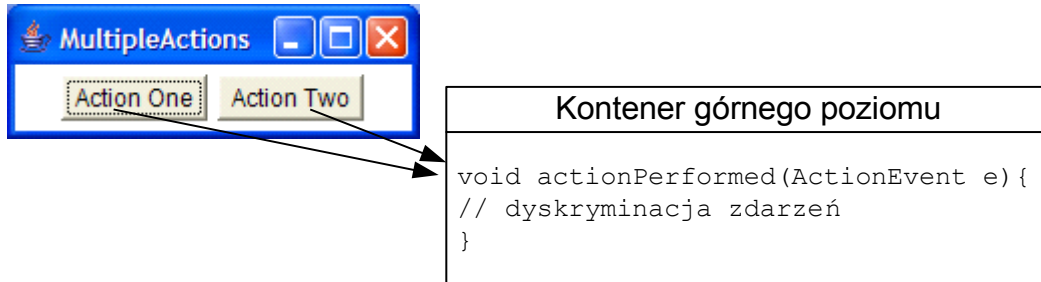 MultipleActions
Action One
Action Two
Kontener górnego poziomu
void actionPerformed(ActionEvent e){
// dyskryminacja zdarzeń
}